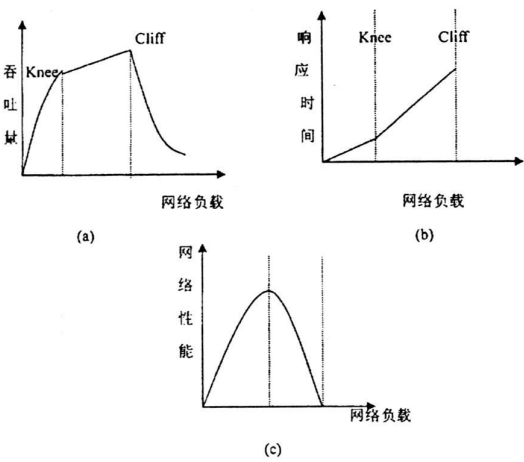 吞吐量
Knee
Cliff
网络负载
(a)
响应时间
Knee
Cliff
网络负载
(b)
网络性能
网络负载
(c)